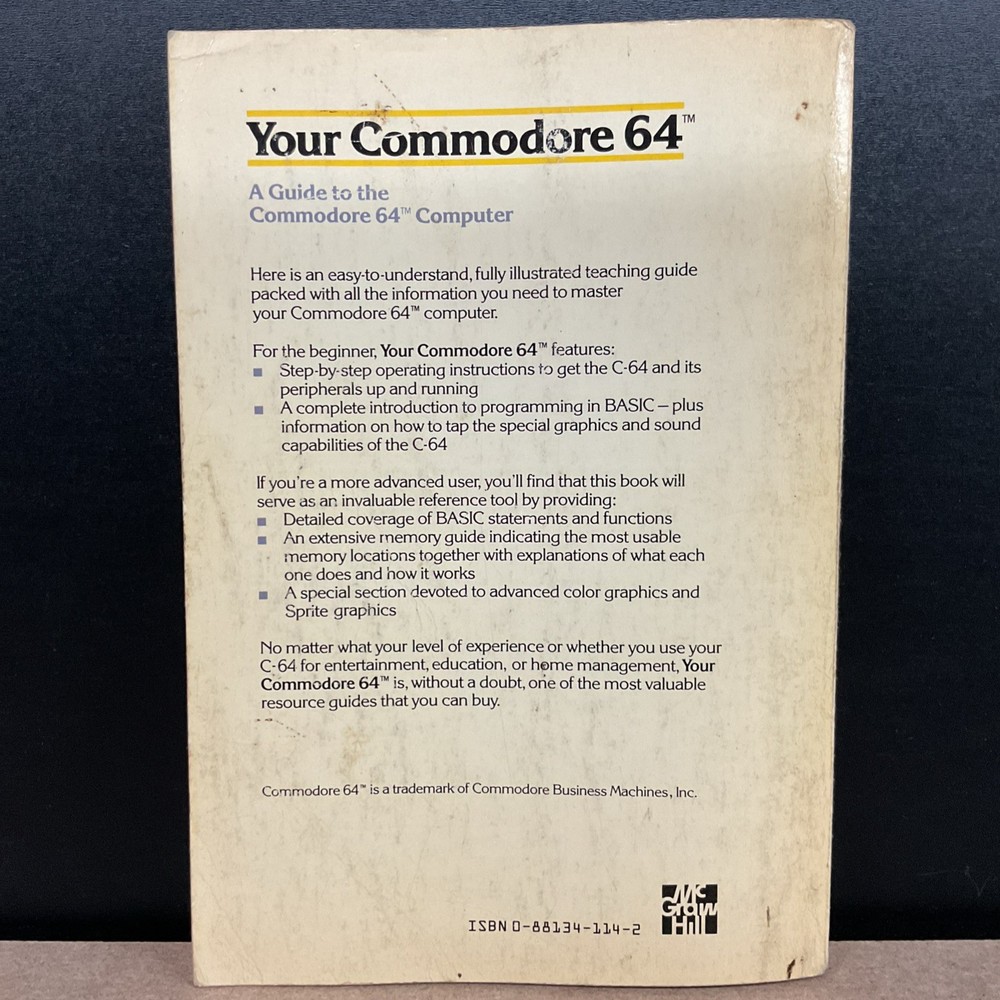 Your Commodore 64™
A Guide to the
Commodore 64™ Computer
Here is an easy-to-understand, fully illustrated teaching guide
packed with all the information you need to master
your Commodore 64™ computer.
For the beginner, Your Commodore 64™ features:
■ Step-by-step operating instructions to get the C-64 and its
peripherals up and running
■ A complete introduction to programming in BASIC — plus
information on how to tap the special graphics and sound
capabilities of the C-64
If you're a more advanced user, you'll find that this book will
serve as an invaluable reference tool by providing:
■ Detailed coverage of BASIC statements and functions
■ An extensive memory guide indicating the most usable
memory locations together with explanations of what each
one does and how it works
■ A special section devoted to advanced color graphics and
Sprite graphics
No matter what your level of experience or whether you use your
C-64 for entertainment, education, or home management, Your
Commodore 64™ is, without a doubt, one of the most valuable
resource guides that you can buy.
Commodore 64™ is a trademark of Commodore Business Machines, Inc.
Mc
Graw
Hill
ISBN 0-88134-114-2